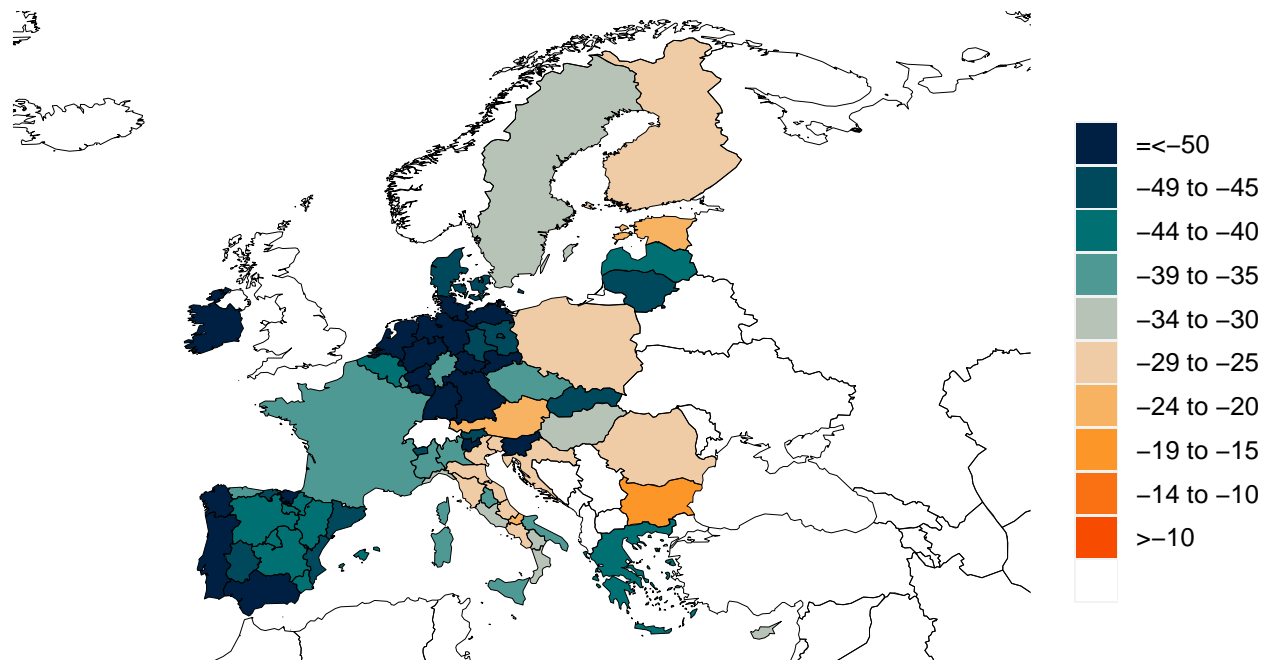 =<−50
−49 to −45
−44 to −40
−39 to −35
−34 to −30
−29 to −25
−24 to −20
−19 to −15
−14 to −10
>−10